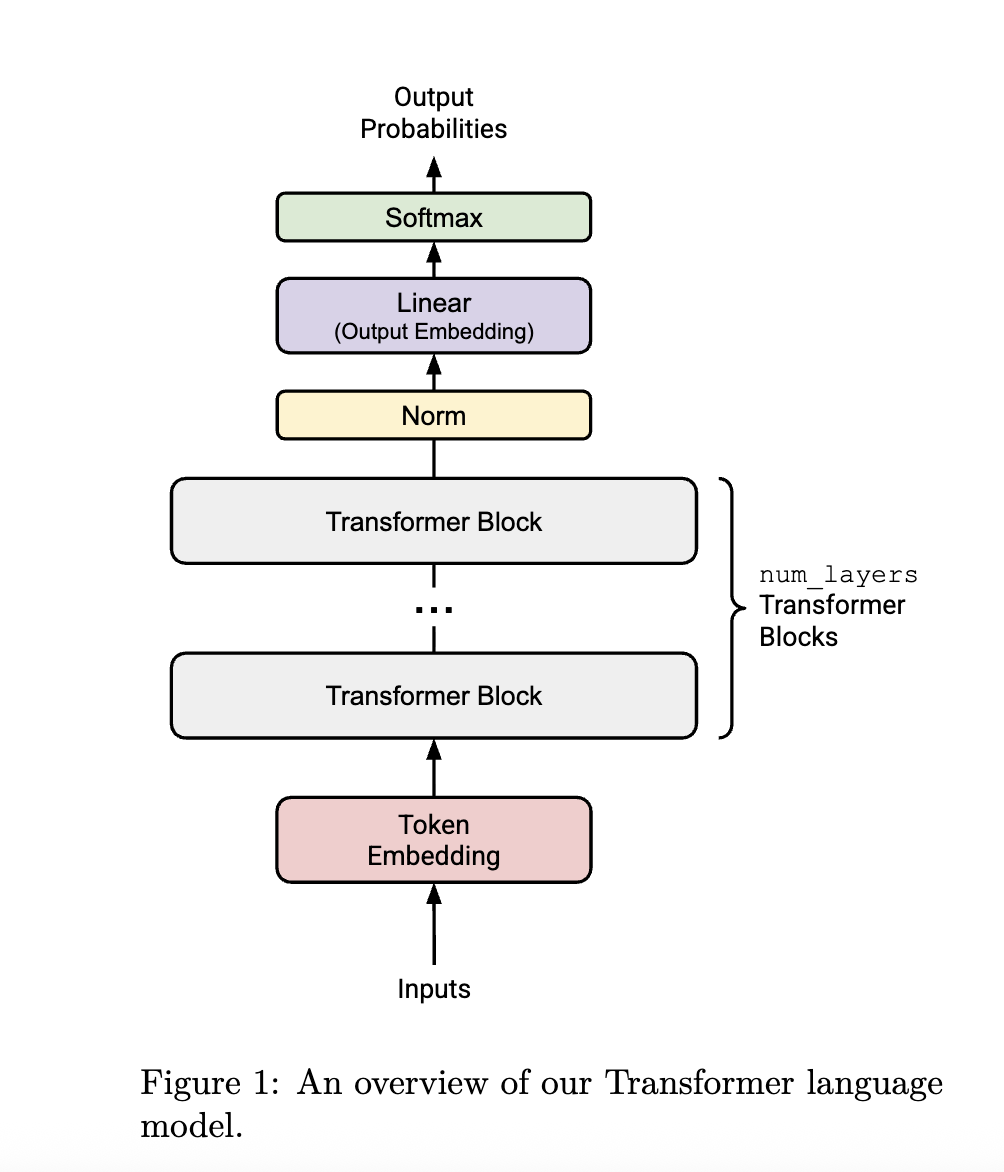 Output
Probabilities
Softmax
Linear
(Output Embedding)
Norm
Transformer Block
...
Transformer Block
num_layers
Transformer
Blocks
Token
Embedding
Inputs
Figure 1: An overview of our Transformer language
model.